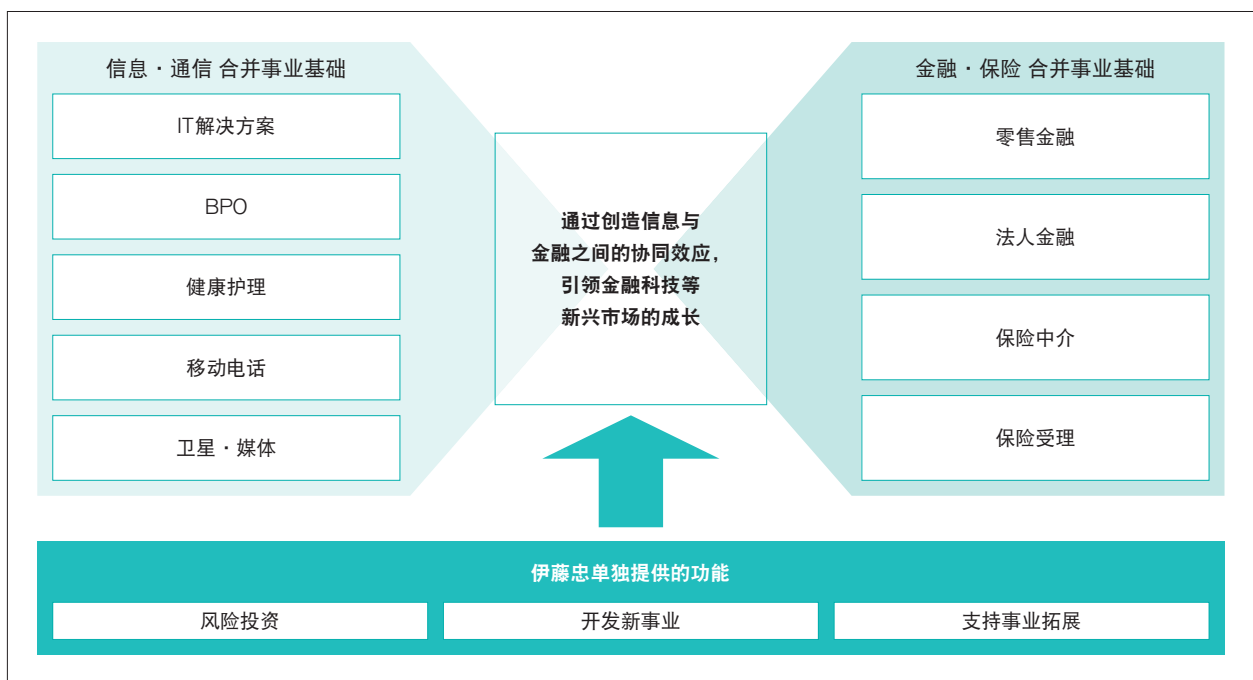 信息·通信 合并事业基础
IT解决方案
BPO
健康护理
移动电话
卫星·媒体
通过创造信息与
金融之间的协同效应，
引领金融科技等
新兴市场的成长
金融·保险 合并事业基础
零售金融
法人金融
保险中介
保险受理
伊藤忠单独提供的功能
风险投资
开发新事业
支持事业拓展